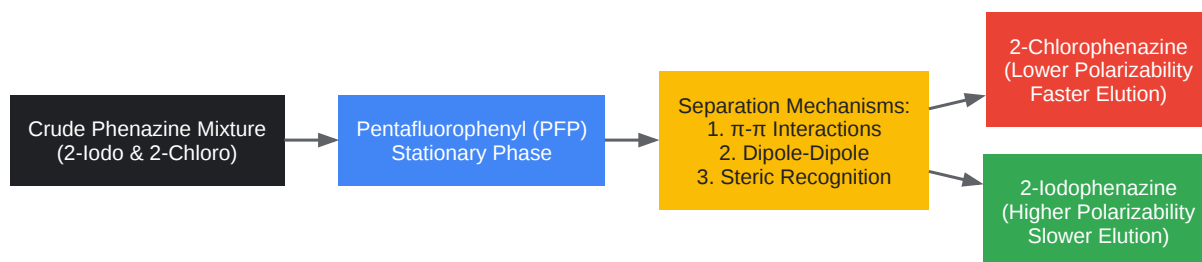 Crude Phenazine Mixture
(2-Iodo & 2-Chloro)
Pentafluorophenyl (PFP)
Stationary Phase
Separation Mechanisms:
1. π-π Interactions
2. Dipole-Dipole
3. Steric Recognition
2-Chlorophenazine
(Lower Polarizability
Faster Elution)
2-Iodophenazine
(Higher Polarizability
Slower Elution)